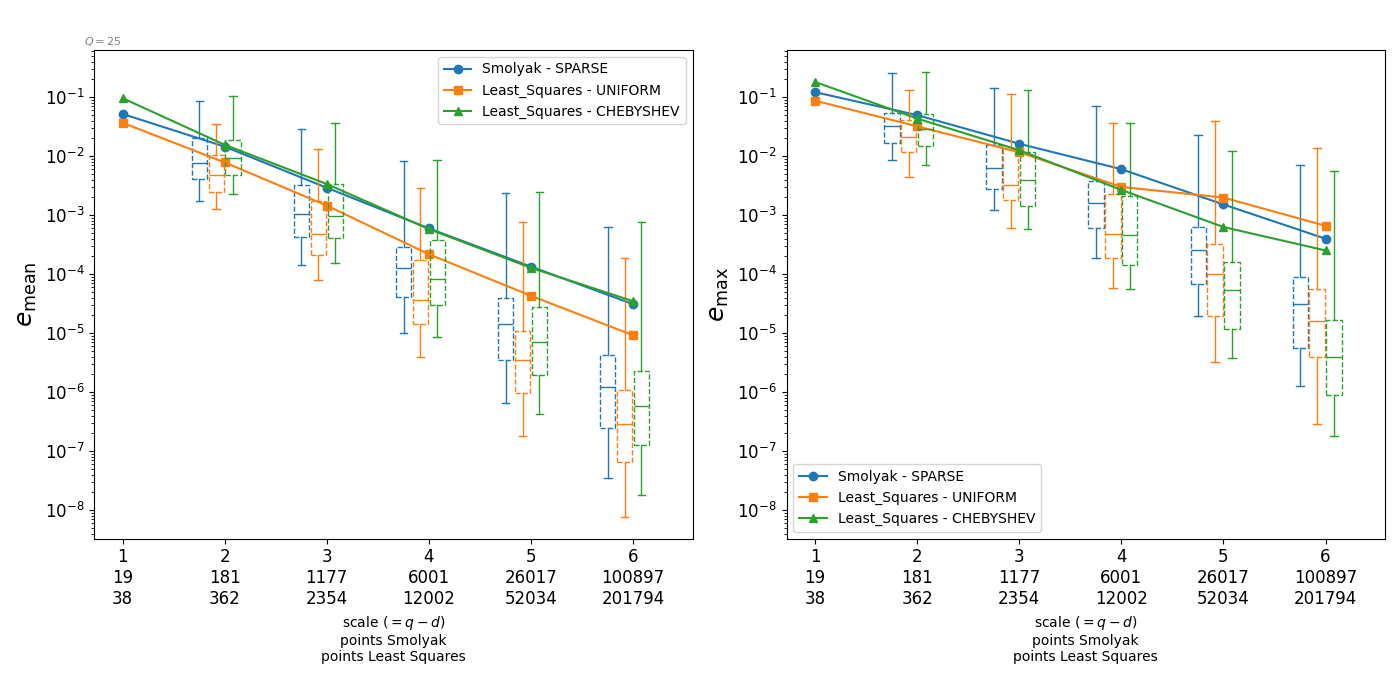 Q = 25
Smolyak - SPARSE
Least_Squares - UNIFORM
Least_Squares - CHEBYSHEV
e_mean
10^{-1}
10^{-2}
10^{-3}
10^{-4}
10^{-5}
10^{-6}
10^{-7}
10^{-8}
1 2 3 4 5 6
19 181 1177 6001 26017 100897
38 362 2354 12002 52034 201794
scale (= q − d)
points Smolyak
points Least Squares
e_max
10^{-1}
10^{-2}
10^{-3}
10^{-4}
10^{-5}
10^{-6}
10^{-7}
10^{-8}
Smolyak - SPARSE
Least_Squares - UNIFORM
Least_Squares - CHEBYSHEV
1 2 3 4 5 6
19 181 1177 6001 26017 100897
38 362 2354 12002 52034 201794
scale (= q − d)
points Smolyak
points Least Squares